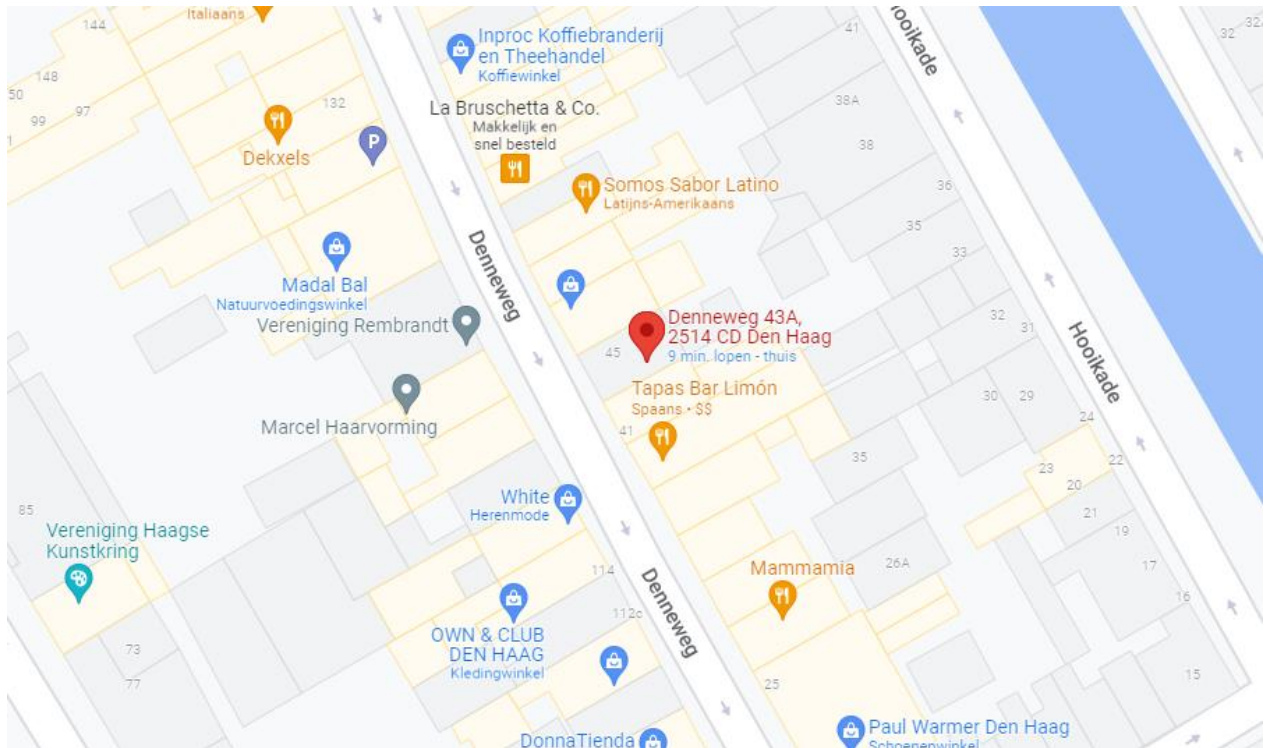 Italiaans
144
148
50
97
99
132
Dekxels
P
Inproc Koffiebranderij
en Theehandel
Koffiewinkel
La Bruschetta & Co.
Makkelijk en
snel besteld
Somos Sabor Latino
Latijns-Amerikaans
Madal Bal
Natuurvoedingswinkel
Vereniging Rembrandt
Denneweg
Denneweg 43A,
2514 CD Den Haag
9 min. lopen - thuis
45
Tapas Bar Limón
Spaans • $$
41
Marcel Haarvorming
White
Herenmode
85
Vereniging Haagse
Kunstkring
73
77
OWN & CLUB
DEN HAAG
Kledingwinkel
114
112c
Denneweg
Mammamia
25
DonnaTienda
Paul Warmer Den Haag
Schoenenwinkel
Hooikade
41
38A
38
36
35
33
32
31
30
29
24
22
23
20
21
19
17
16
15
35
26A
Hooikade
32